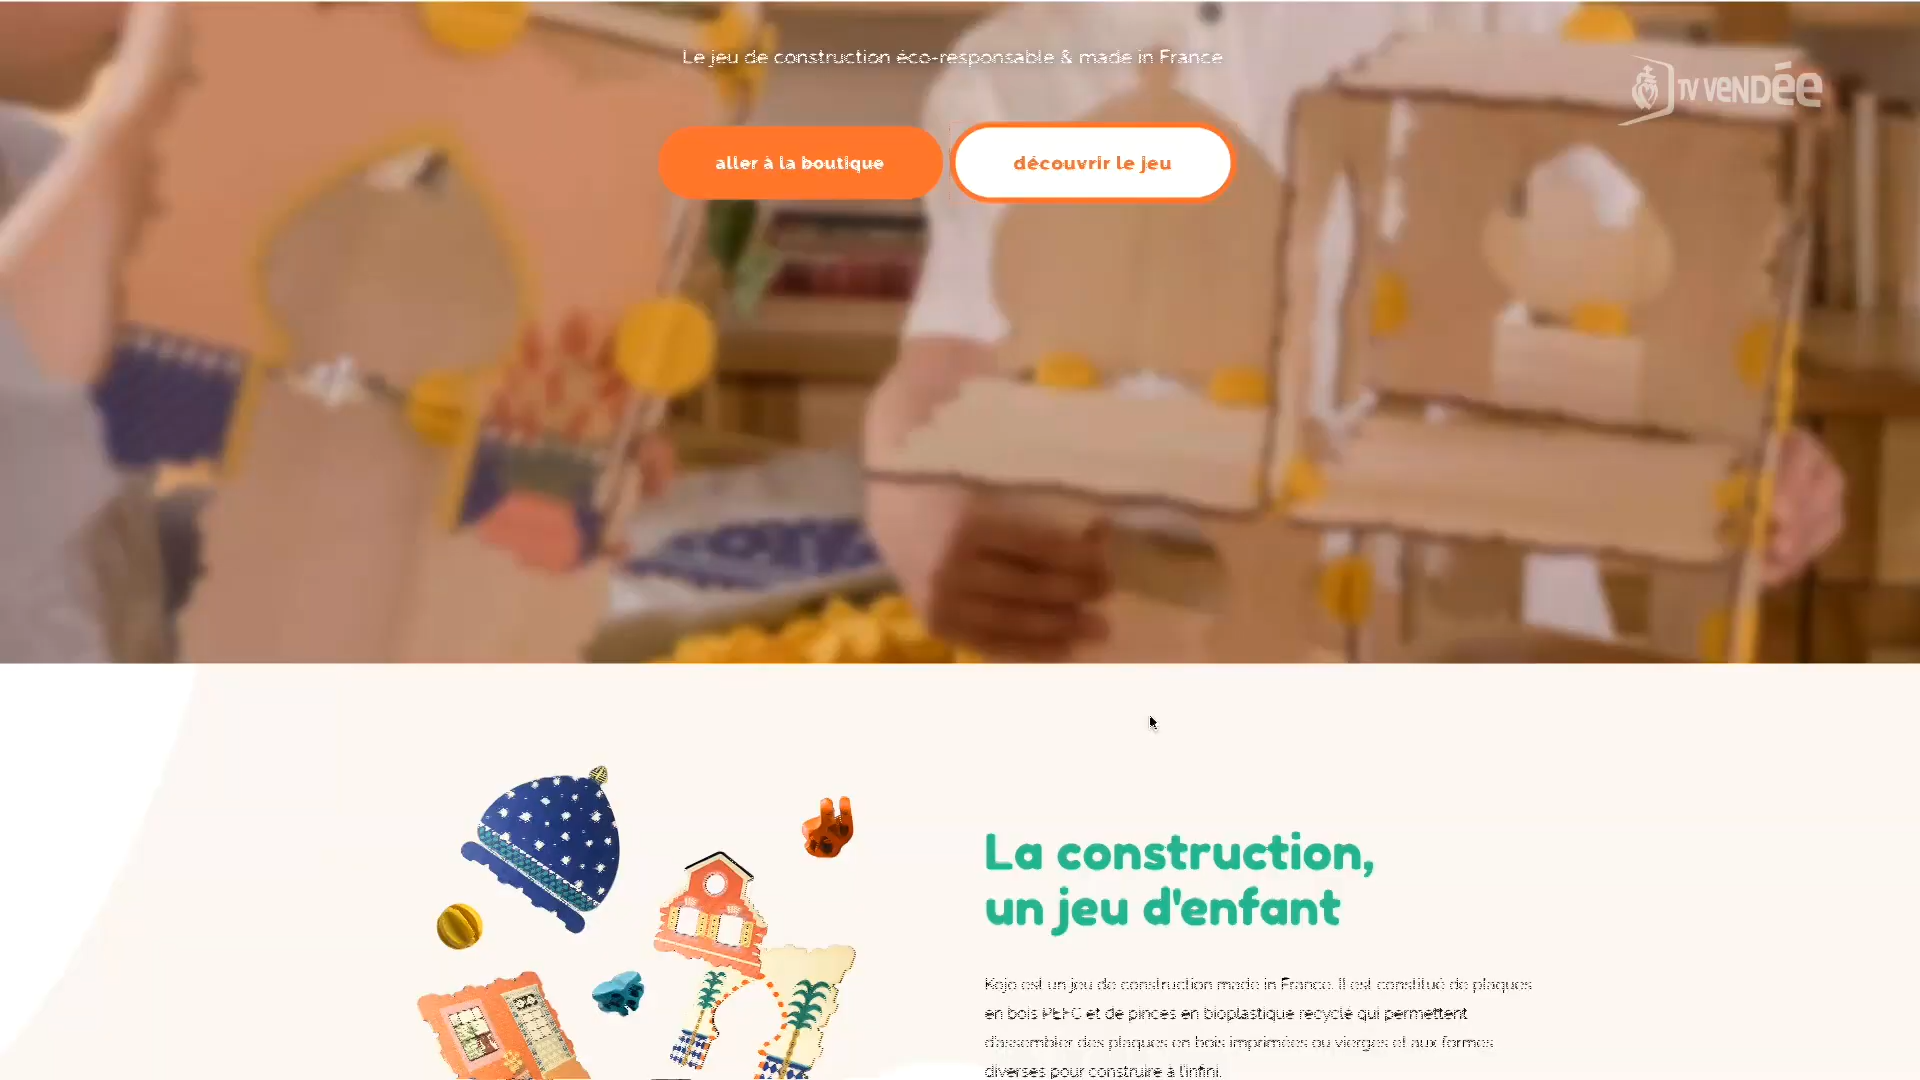 Le jeu de construction éco-responsable & made in France
TV VENDÉE
aller à la boutique
découvrir le jeu
La construction,
un jeu d'enfant
Kojo est un jeu de construction made in France. Il est constitué de plaques
en bois PEFC et de pinces en bioplastique recyclé qui permettent
d'assembler des plaques en bois imprimées ou vierges et aux formes
diverses pour construire à l'infini.